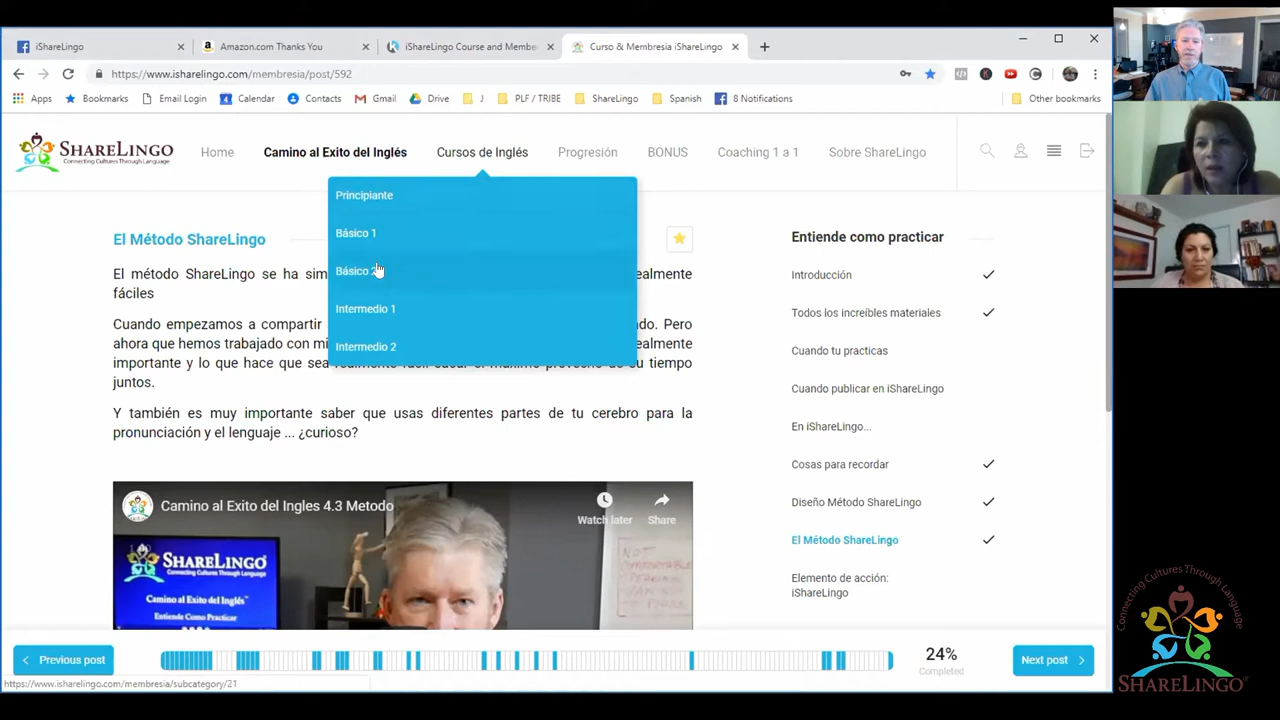 iShareLingo
Amazon.com Thanks You
iShareLingo Course and Membe
Curso & Membresia iShareLingo
https://www.isharelingo.com/membresia/post/592
Apps
Bookmarks
Email Login
Calendar
Contacts
Gmail
Drive
J
PLF / TRIBE
ShareLingo
Spanish
8 Notifications
Other bookmarks
SHARELINGO
Connecting Cultures Through Language
Home
Camino al Exito del Inglés
Cursos de Inglés
Progresión
BONUS
Coaching 1 a 1
Sobre ShareLingo
Principiante
Básico 1
Básico 2
Intermedio 1
Intermedio 2
El Método ShareLingo
El método ShareLingo se ha sim ealmente
fáciles
Cuando empezamos a compartir ado. Pero
ahora que hemos trabajado con mi ealmente
importante y lo que hace que sea tiempo
juntos.
Y también es muy importante saber que usas diferentes partes de tu cerebro para la
pronunciación y el lenguaje ... ¿curioso?
Camino al Exito del Ingles 4.3 Metodo
Watch later
Share
SHARELINGO
Connecting Cultures Through Language
Camino al Exito del Inglés
Entiende Como Practicar
NOT
Entiende como practicar
Introducción
Todos los increíbles materiales
Cuando tu practicas
Cuando publicar en iShareLingo
En iShareLingo...
Cosas para recordar
Diseño Método ShareLingo
El Método ShareLingo
Elemento de acción:
iShareLingo
Previous post
24%
Completed
Next post
https://www.isharelingo.com/membresia/subcategory/21
Connecting Cultures Through Language
SHARELINGO